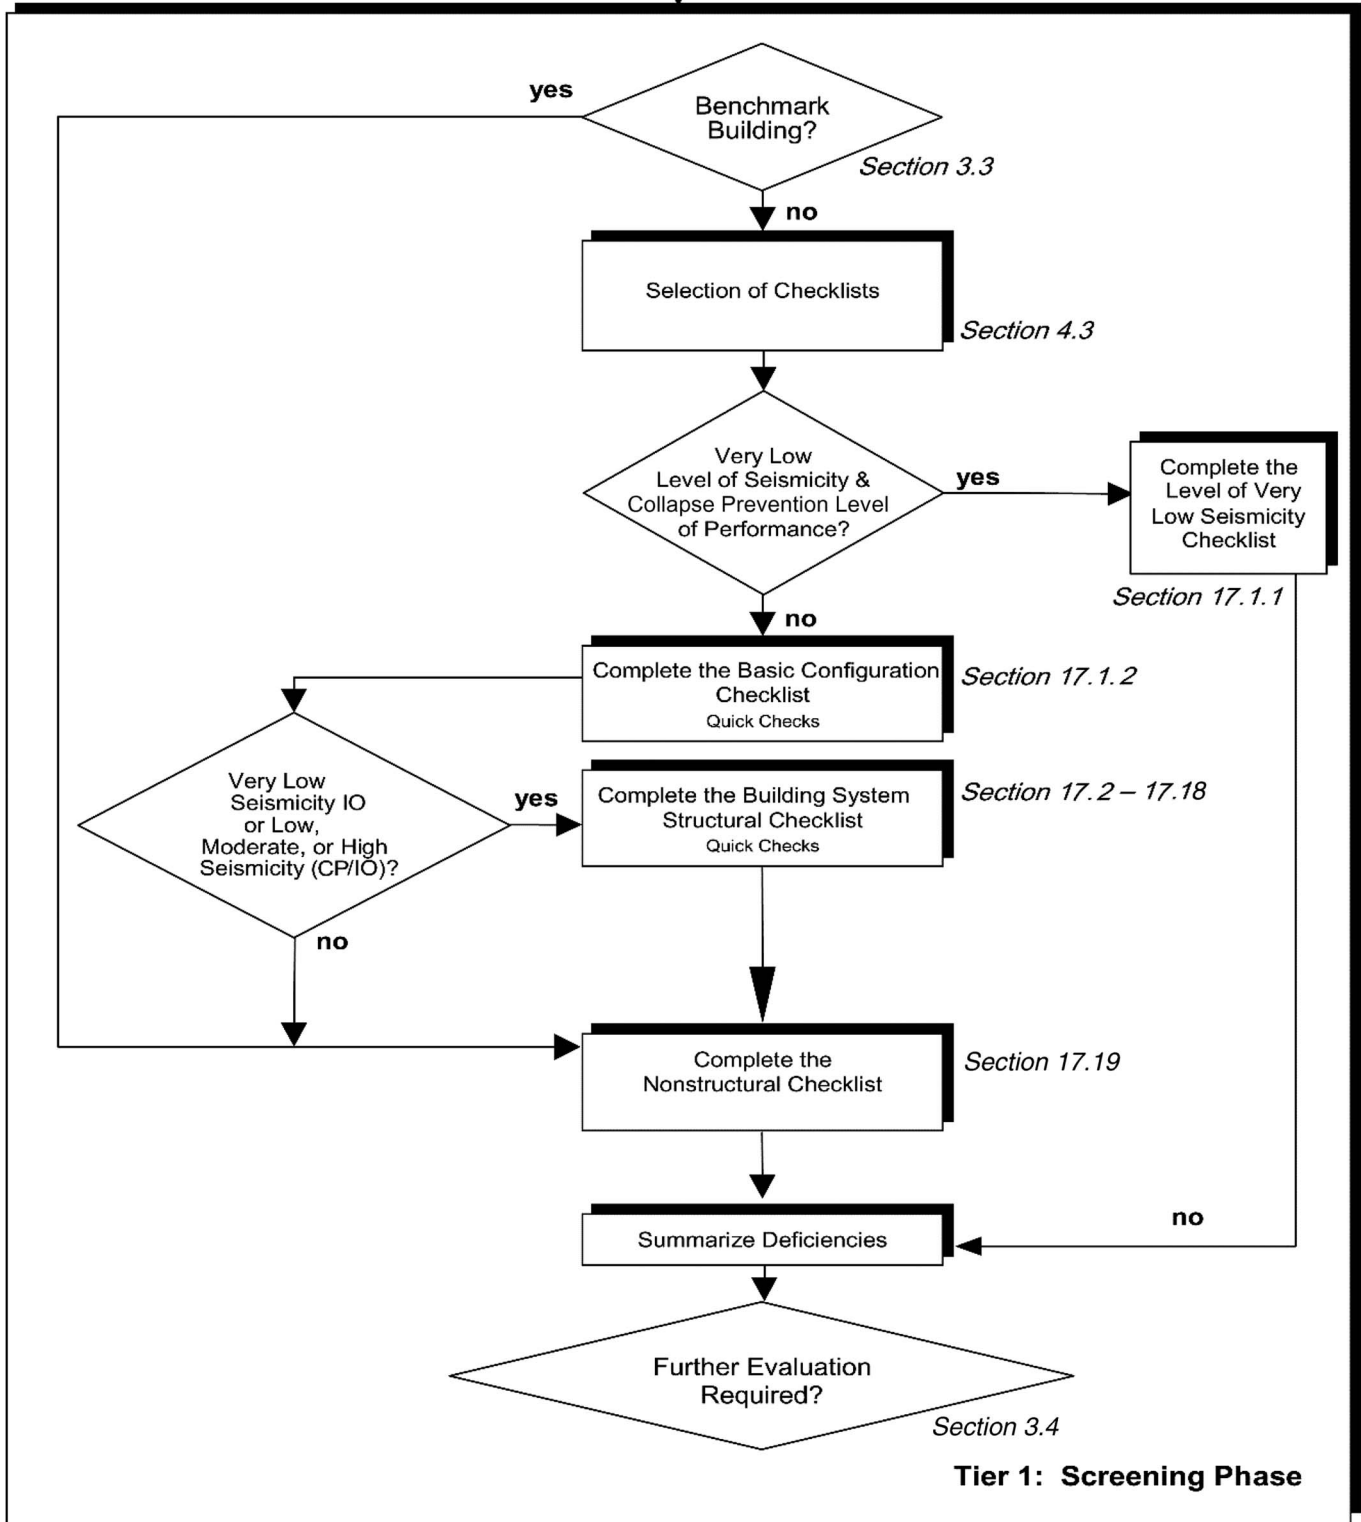 yes
Benchmark
Building?
Section 3.3
no
Selection of Checklists
Section 4.3
Very Low
Level of Seismicity &
Collapse Prevention Level
of Performance?
yes
Complete the
Level of Very
Low Seismicity
Checklist
Section 17.1.1
no
Complete the Basic Configuration
Checklist
Quick Checks
Section 17.1.2
Very Low
Seismicity IO
or Low,
Moderate, or High
Seismicity (CP/IO)?
yes
Complete the Building System
Structural Checklist
Quick Checks
Section 17.2 – 17.18
no
Complete the
Nonstructural Checklist
Section 17.19
no
Summarize Deficiencies
Further Evaluation
Required?
Section 3.4
Tier 1: Screening Phase